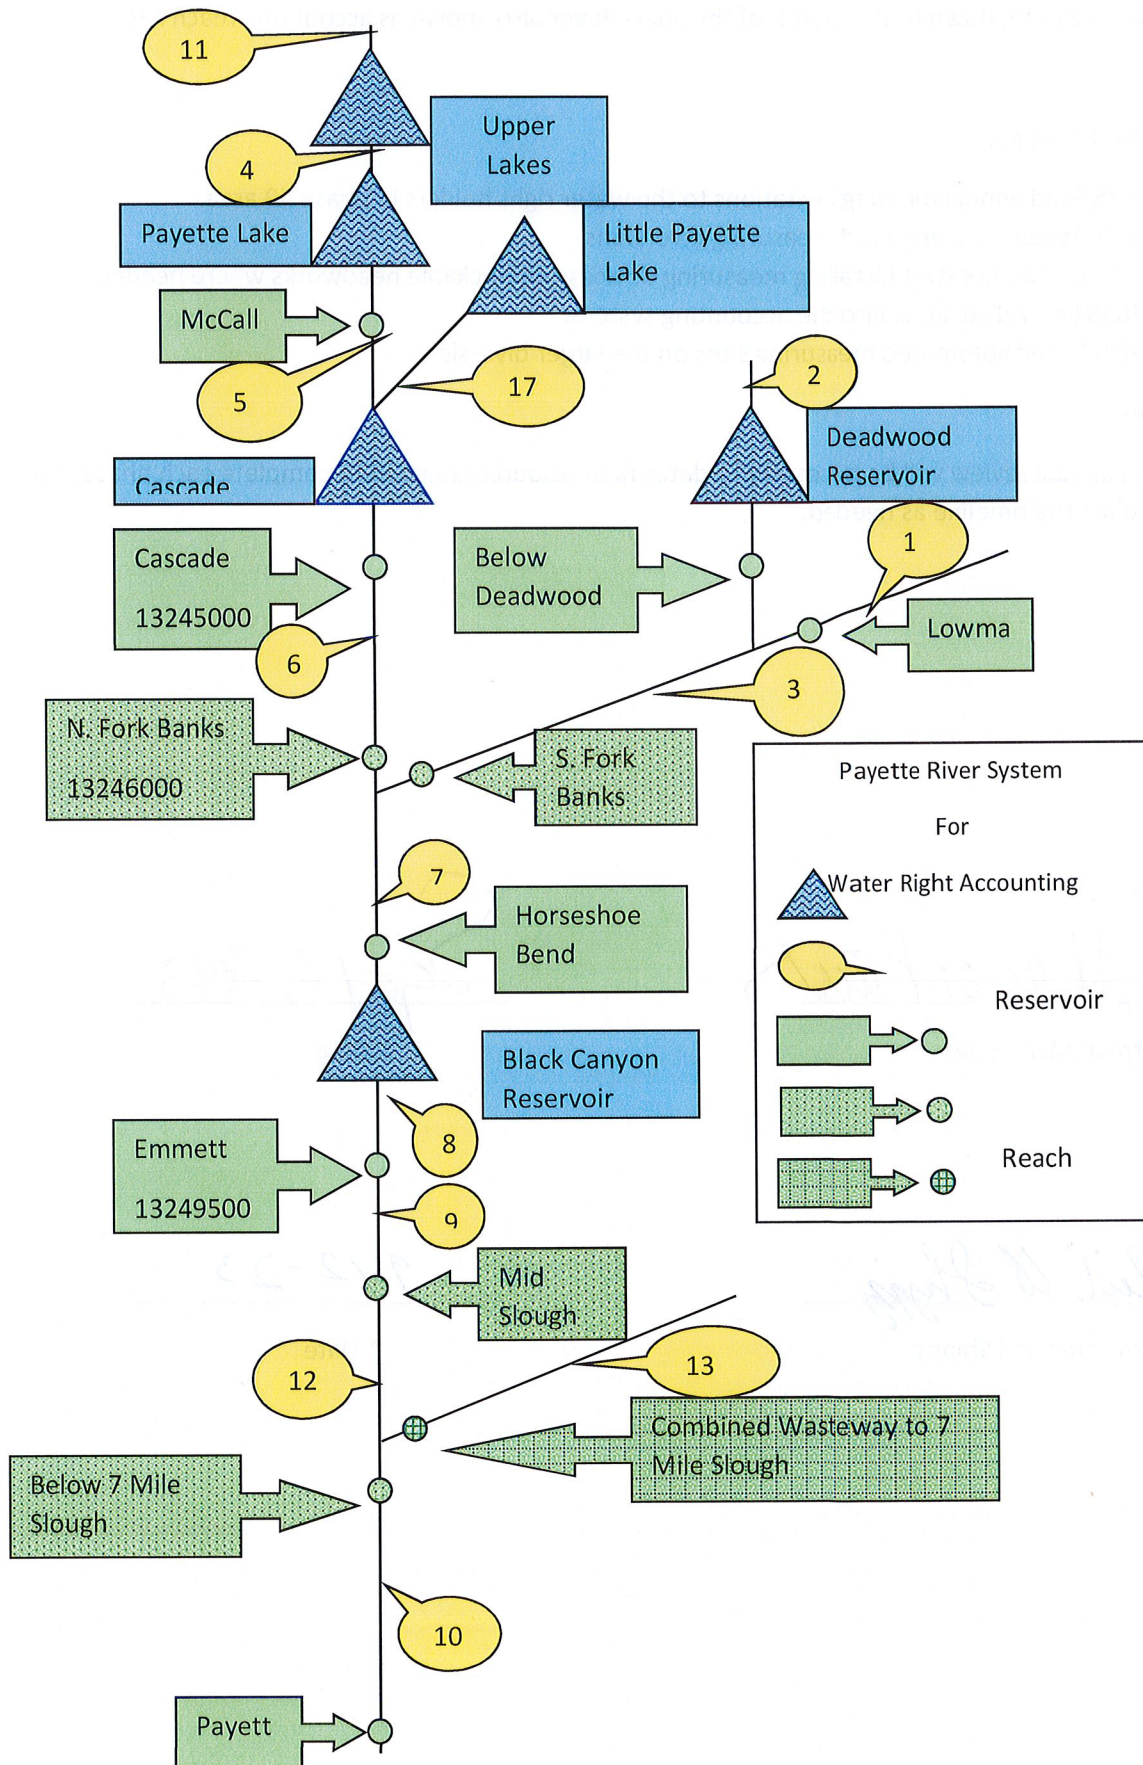 11
Upper
Lakes
4
Payette Lake
Little Payette
Lake
McCall
5
17
2
Deadwood
Reservoir
Cascade
Cascade
13245000
Below
Deadwood
1
Lowma
6
3
N. Fork Banks
13246000
S. Fork
Banks
Payette River System
For
Water Right Accounting
Reservoir
Reach
7
Horseshoe
Bend
Black Canyon
Reservoir
8
Emmett
13249500
9
Mid
Slough
12
13
Combined Wasteway to 7
Mile Slough
Below 7 Mile
Slough
10
Payett